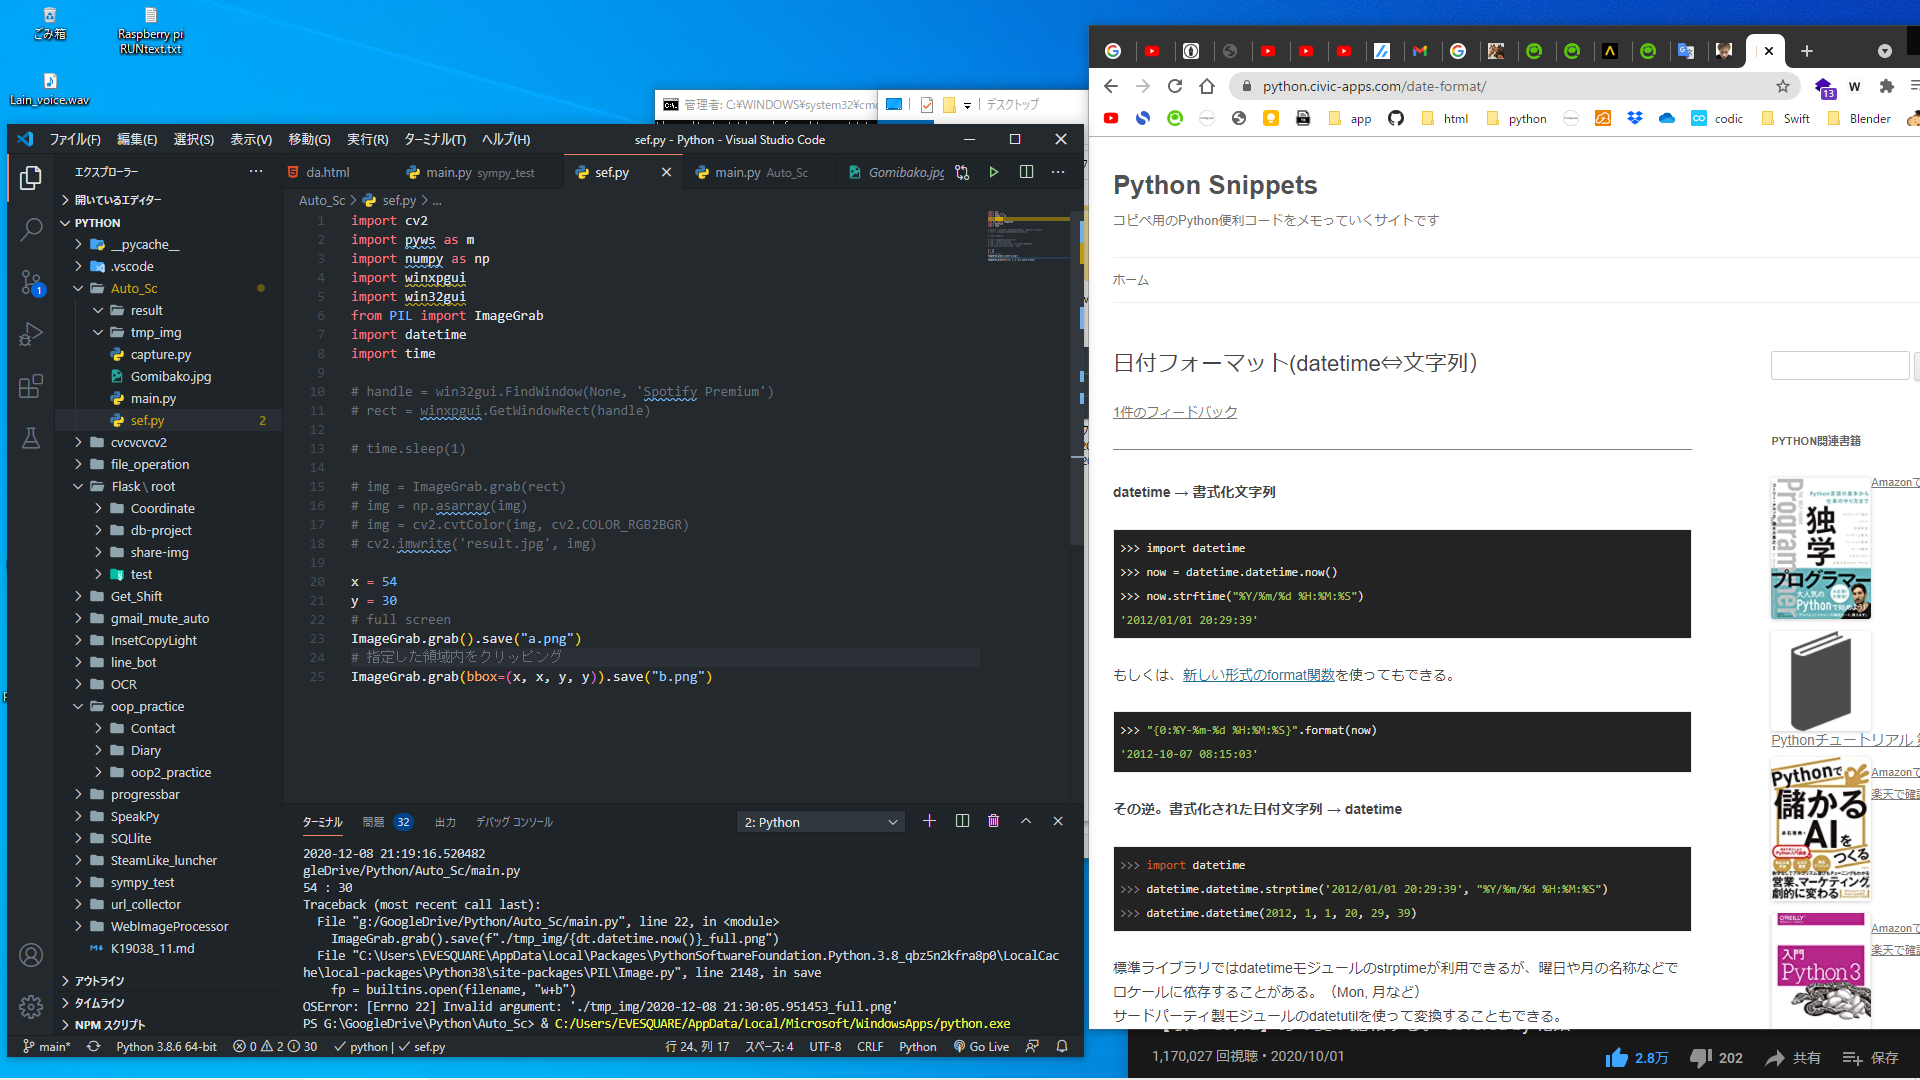 ごみ箱
Raspberry pi
RUNtext.txt
Lain_voice.wav
管理者: C:¥WINDOWS¥system32¥cmd
デスクトップ
ファイル(F) 編集(E) 選択(S) 表示(V) 移動(G) 実行(R) ターミナル(T) ヘルプ(H)
sef.py - Python - Visual Studio Code
エクスプローラー
da.html
main.py sympy_test
sef.py
main.py Auto_Sc
Gomibako.jpg
開いているエディター
Auto_Sc > sef.py > ...
PYTHON
__pycache__
.vscode
Auto_Sc
result
tmp_img
capture.py
Gomibako.jpg
main.py
sef.py 2
cvcvcvcv2
file_operation
Flask \ root
Coordinate
db-project
share-img
test
Get_Shift
gmail_mute_auto
InsetCopyLight
line_bot
OCR
oop_practice
Contact
Diary
oop2_practice
progressbar
SpeakPy
SQLlite
SteamLike_luncher
sympy_test
url_collector
WebImageProcessor
K19038_11.md
アウトライン
タイムライン
NPM スクリプト
1 import cv2
2 import pyws as m
3 import numpy as np
4 import winxpgui
5 import win32gui
6 from PIL import ImageGrab
7 import datetime
8 import time
9
10 # handle = win32gui.FindWindow(None, 'Spotify Premium')
11 # rect = winxpgui.GetWindowRect(handle)
12
13 # time.sleep(1)
14
15 # img = ImageGrab.grab(rect)
16 # img = np.asarray(img)
17 # img = cv2.cvtColor(img, cv2.COLOR_RGB2BGR)
18 # cv2.imwrite('result.jpg', img)
19
20 x = 54
21 y = 30
22 # full screen
23 ImageGrab.grab().save("a.png")
24 # 指定した領域内をクリッピング
25 ImageGrab.grab(bbox=(x, x, y, y)).save("b.png")
ターミナル 問題 32 出力 デバッグ コンソール
2: Python
2020-12-08 21:19:16.520482
gleDrive/Python/Auto_Sc/main.py
54 : 30
Traceback (most recent call last):
File "g:/GoogleDrive/Python/Auto_Sc/main.py", line 22, in <module>
ImageGrab.grab().save(f"./tmp_img/{dt.datetime.now()}_full.png")
File "C:\Users\EVESQUARE\AppData\Local\Packages\PythonSoftwareFoundation.Python.3.8_qbz5n2kfra8p0\LocalCac
he\local-packages\Python38\site-packages\PIL\Image.py", line 2148, in save
fp = builtins.open(filename, "w+b")
OSError: [Errno 22] Invalid argument: './tmp_img/2020-12-08 21:30:05.951453_full.png'
PS G:\GoogleDrive\Python\Auto_Sc> & C:/Users/EVESQUARE/AppData/Local/Microsoft/WindowsApps/python.exe
main* Python 3.8.6 64-bit 0 2 30 python | sef.py 行 24、列 17 スペース: 4 UTF-8 CRLF Python Go Live
python.civic-apps.com/date-format/
13
app html python codic Swift Blender
Python Snippets
コピペ用のPython便利コードをメモっていくサイトです
ホーム
日付フォーマット(datetime⇔文字列)
1件のフィードバック
datetime → 書式化文字列
>>> import datetime
>>> now = datetime.datetime.now()
>>> now.strftime("%Y/%m/%d %H:%M:%S")
'2012/01/01 20:29:39'
もしくは、新しい形式のformat関数を使ってもできる。
>>> "{0:%Y-%m-%d %H:%M:%S}".format(now)
'2012-10-07 08:15:03'
その逆。書式化された日付文字列 → datetime
>>> import datetime
>>> datetime.datetime.strptime('2012/01/01 20:29:39', "%Y/%m/%d %H:%M:%S")
>>> datetime.datetime(2012, 1, 1, 20, 29, 39)
標準ライブラリではdatetimeモジュールのstrptimeが利用できるが、曜日や月の名称などで
ロケールに依存することがある。（Mon, 月など）
サードパーティ製モジュールのdatetutilを使って変換することもできる。
PYTHON関連書籍
Amazonで
独学
プログラマー
Pythonチュートリアル
Pythonで
儲かる
AIを
つくる
営業、マーケティング、
劇的に変わる!
Amazonで
楽天で確認
O'REILLY
入門
Python 3
Amazonで
楽天で確認
1,170,027 回視聴・2020/10/01
2.8万
202
共有
保存